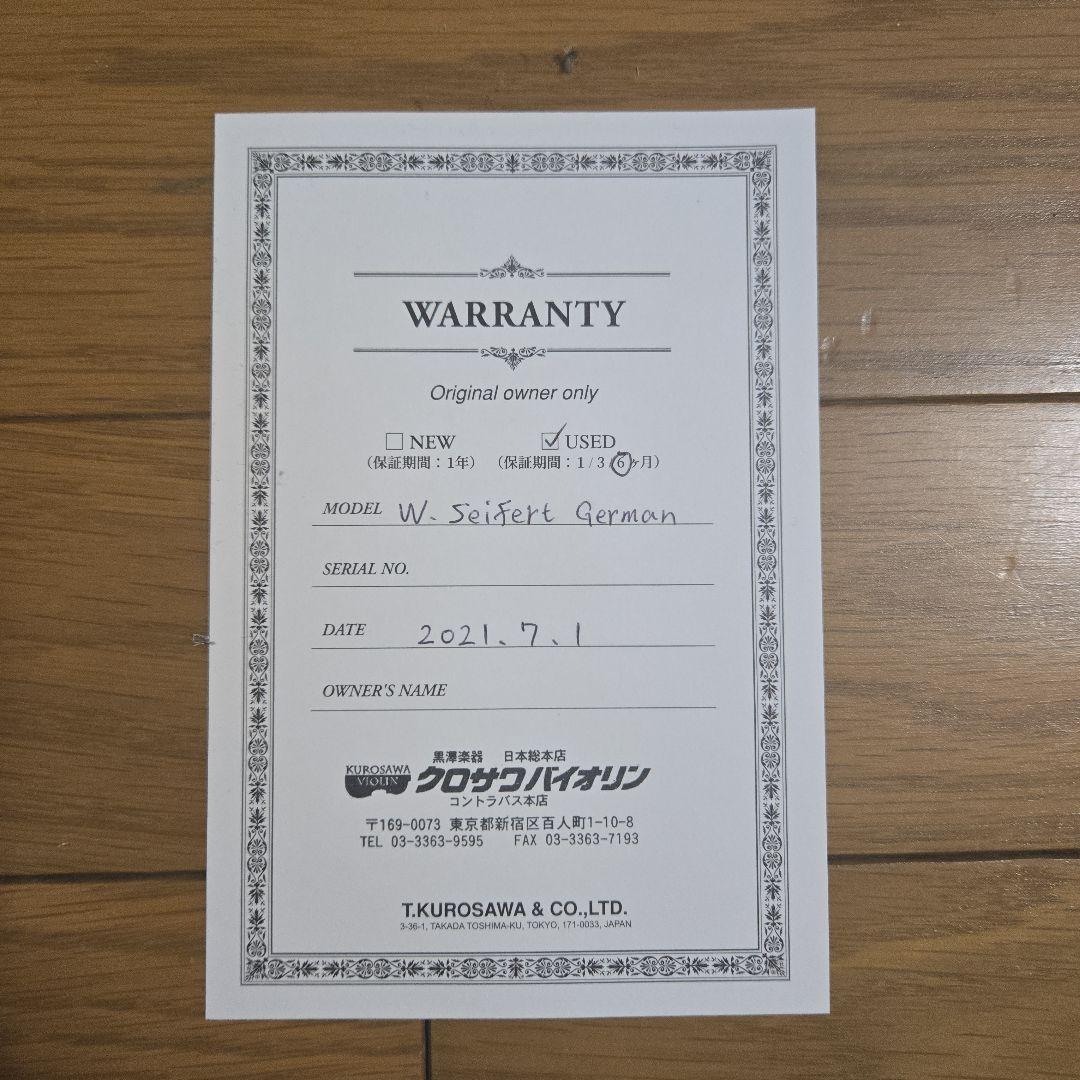 WARRANTY
Original owner only
☐ NEW ☑ USED
(保証期間：1年) (保証期間：1/3/6ヶ月)
MODEL W. Seifert German
SERIAL NO.
DATE 2021.7.1
OWNER'S NAME
黒澤楽器 日本総本店
KUROSAWA VIOLIN クロサワバイオリン
コントラバス本店
〒169-0073 東京都新宿区百人町1-10-8
TEL 03-3363-9595 FAX 03-3363-7193
T.KUROSAWA & CO.,LTD.
3-36-1, TAKADA TOSHIMA-KU, TOKYO, 171-0033, JAPAN